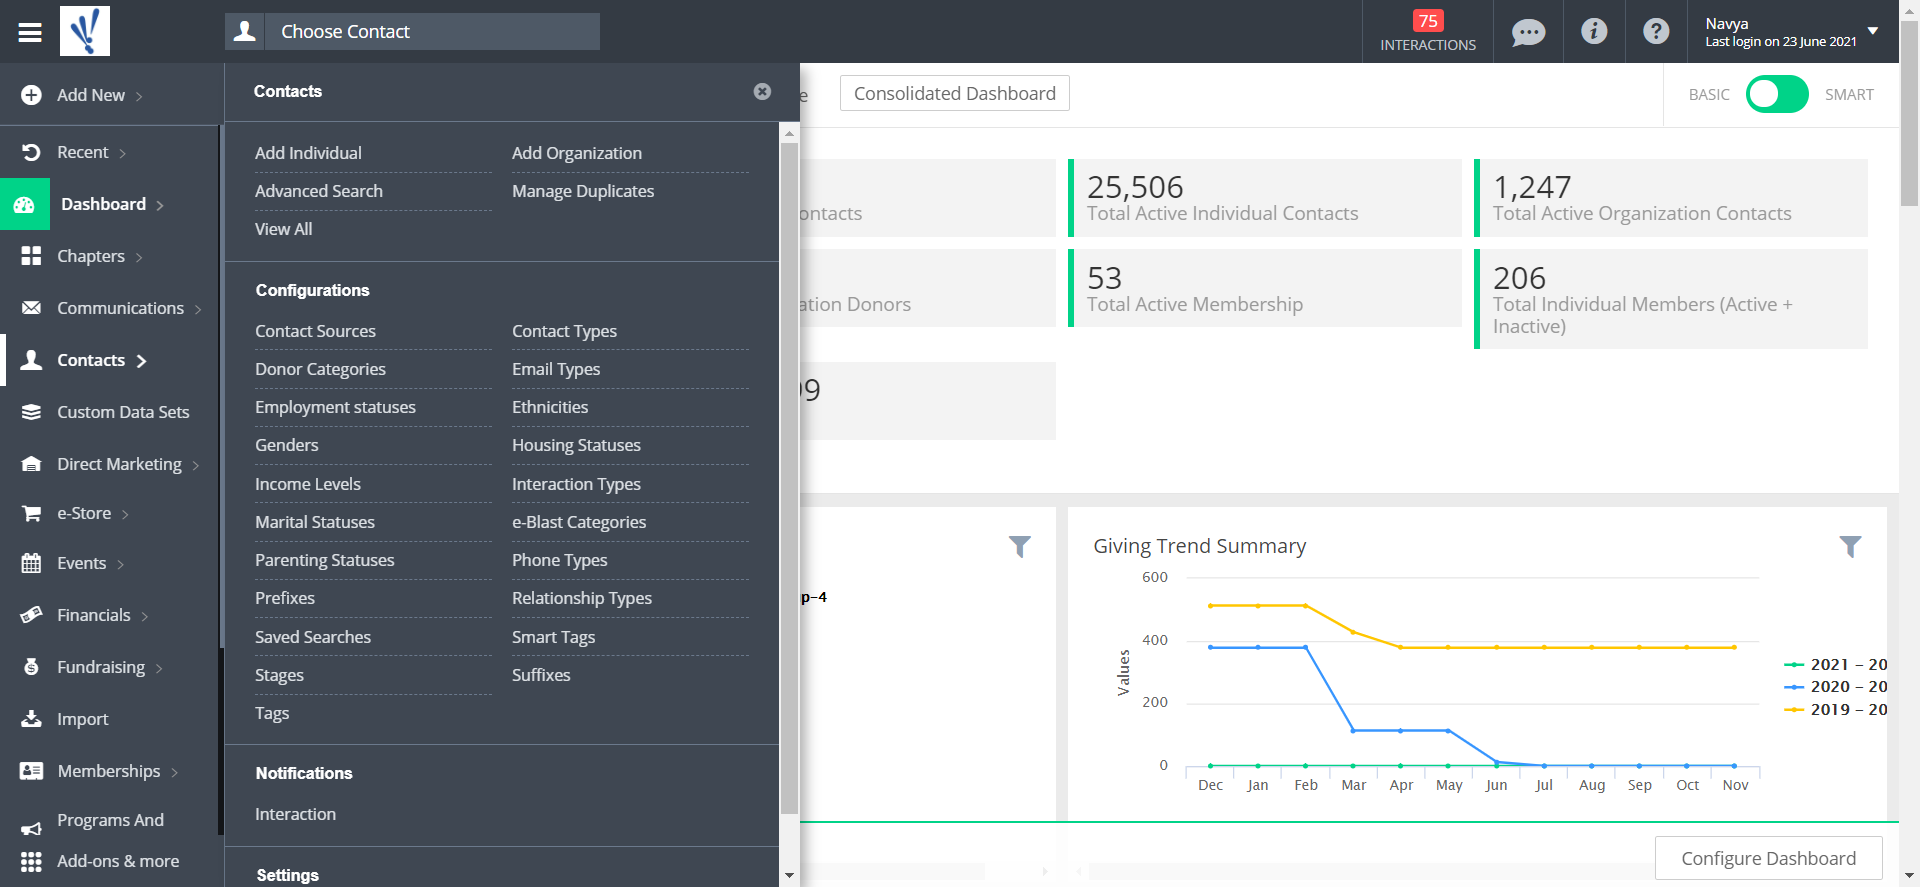 Choose Contact
75
INTERACTIONS
Navya
Last login on 23 June 2021
Add New
Recent
Dashboard
Chapters
Communications
Contacts
Custom Data Sets
Direct Marketing
e-Store
Events
Financials
Fundraising
Import
Memberships
Programs And
Add-ons & more
Contacts
Add Individual
Add Organization
Advanced Search
Manage Duplicates
View All
Configurations
Contact Sources
Contact Types
Donor Categories
Email Types
Employment statuses
Ethnicities
Genders
Housing Statuses
Income Levels
Interaction Types
Marital Statuses
e-Blast Categories
Parenting Statuses
Phone Types
Prefixes
Relationship Types
Saved Searches
Smart Tags
Stages
Suffixes
Tags
Notifications
Interaction
Settings
e
Consolidated Dashboard
BASIC
SMART
ontacts
25,506
Total Active Individual Contacts
1,247
Total Active Organization Contacts
ation Donors
53
Total Active Membership
206
Total Individual Members (Active +
Inactive)
99
p-4
Giving Trend Summary
600
400
200
0
Values
Dec Jan Feb Mar Apr May Jun Jul Aug Sep Oct Nov
2021 - 20
2020 - 20
2019 - 20
Configure Dashboard